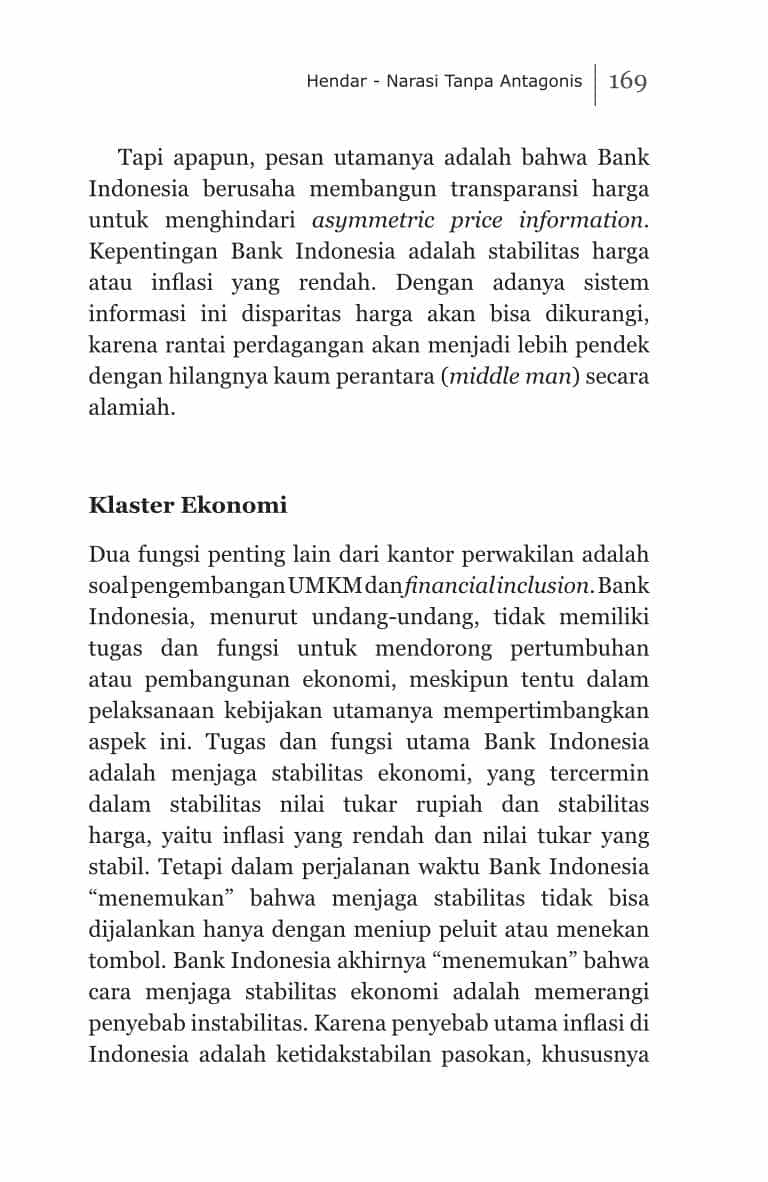 Hendar - Narasi Tanpa Antagonis 169
Tapi apapun, pesan utamanya adalah bahwa Bank
Indonesia berusaha membangun transparansi harga
untuk menghindari asymmetric price information.
Kepentingan Bank Indonesia adalah stabilitas harga
atau inflasi yang rendah. Dengan adanya sistem
informasi ini disparitas harga akan bisa dikurangi,
karena rantai perdagangan akan menjadi lebih pendek
dengan hilangnya kaum perantara (middle man) secara
alamiah.
Klaster Ekonomi
Dua fungsi penting lain dari kantor perwakilan adalah
soal pengembangan UMKM dan financial inclusion. Bank
Indonesia, menurut undang-undang, tidak memiliki
tugas dan fungsi untuk mendorong pertumbuhan
atau pembangunan ekonomi, meskipun tentu dalam
pelaksanaan kebijakan utamanya mempertimbangkan
aspek ini. Tugas dan fungsi utama Bank Indonesia
adalah menjaga stabilitas ekonomi, yang tercermin
dalam stabilitas nilai tukar rupiah dan stabilitas
harga, yaitu inflasi yang rendah dan nilai tukar yang
stabil. Tetapi dalam perjalanan waktu Bank Indonesia
“menemukan” bahwa menjaga stabilitas tidak bisa
dijalankan hanya dengan meniup peluit atau menekan
tombol. Bank Indonesia akhirnya “menemukan” bahwa
cara menjaga stabilitas ekonomi adalah memerangi
penyebab instabilitas. Karena penyebab utama inflasi di
Indonesia adalah ketidakstabilan pasokan, khususnya